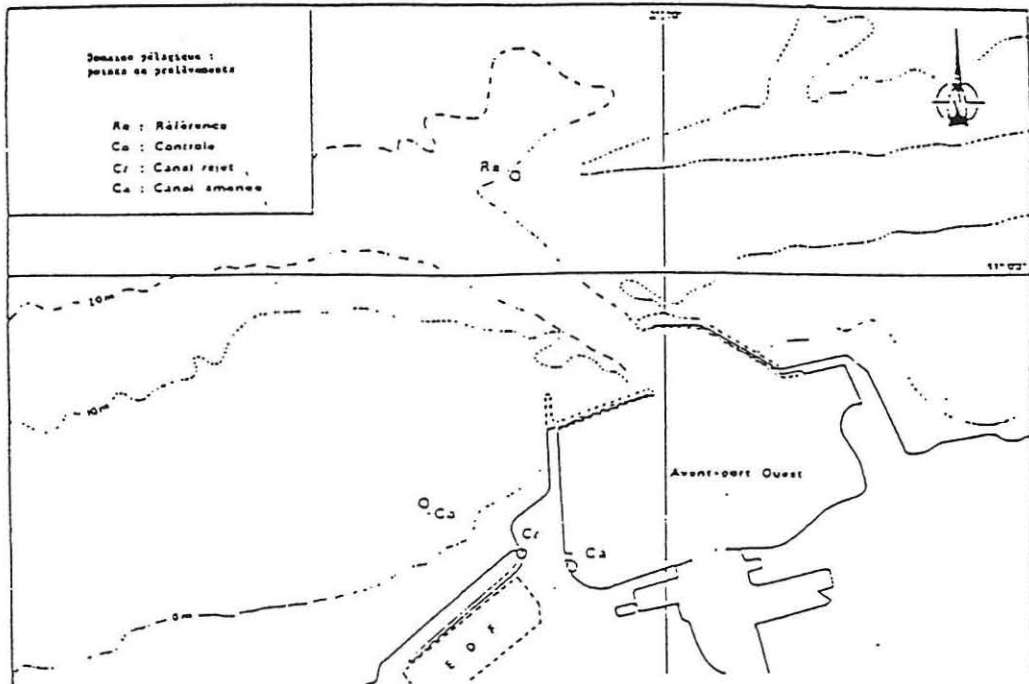 Domaine pélagique :
points de prélèvements
Re : Référence
Co : Contrôle
Cr : Canal rejet
Ca : Canal amenée
Re
- 20m
- 10m
Avant-port Ouest
Co
Cr
Ca
0m
E D F